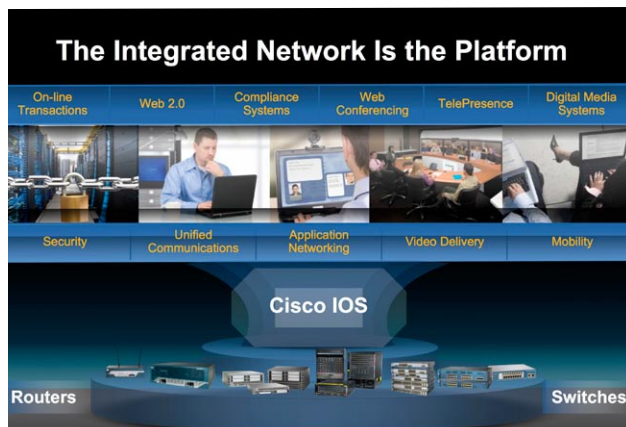 The Integrated Network Is the Platform
On-line
Transactions
Web 2.0
Compliance
Systems
Web
Conferencing
TelePresence
Digital Media
Systems
Security
Unified
Communications
Application
Networking
Video Delivery
Mobility
Cisco IOS
Routers
Switches